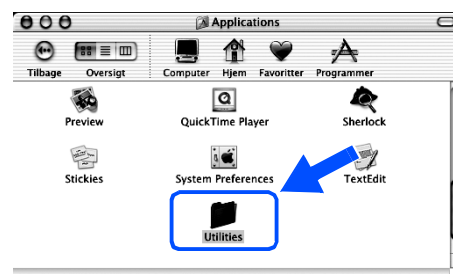 Applications
Tilbage Oversigt Computer Hjem Favoritter Programmer
Preview QuickTime Player Sherlock
Stickies System Preferences TextEdit
Utilities